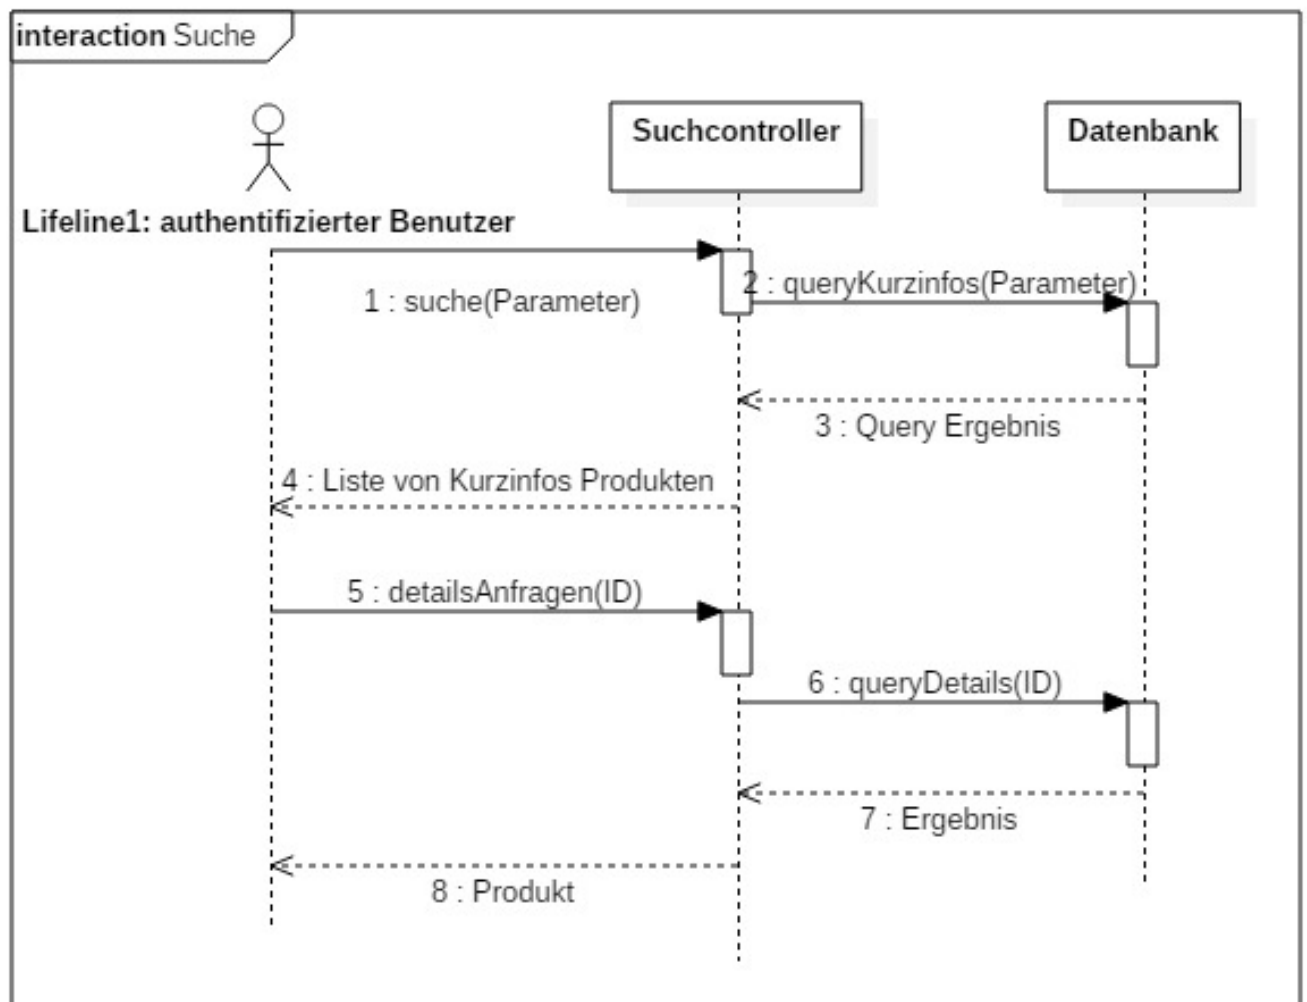 interaction Suche
Suchcontroller
Datenbank
Lifeline1: authentifizierter Benutzer
1 : suche(Parameter)
2 : queryKurzinfos(Parameter)
3 : Query Ergebnis
4 : Liste von Kurzinfos Produkten
5 : detailsAnfragen(ID)
6 : queryDetails(ID)
7 : Ergebnis
8 : Produkt